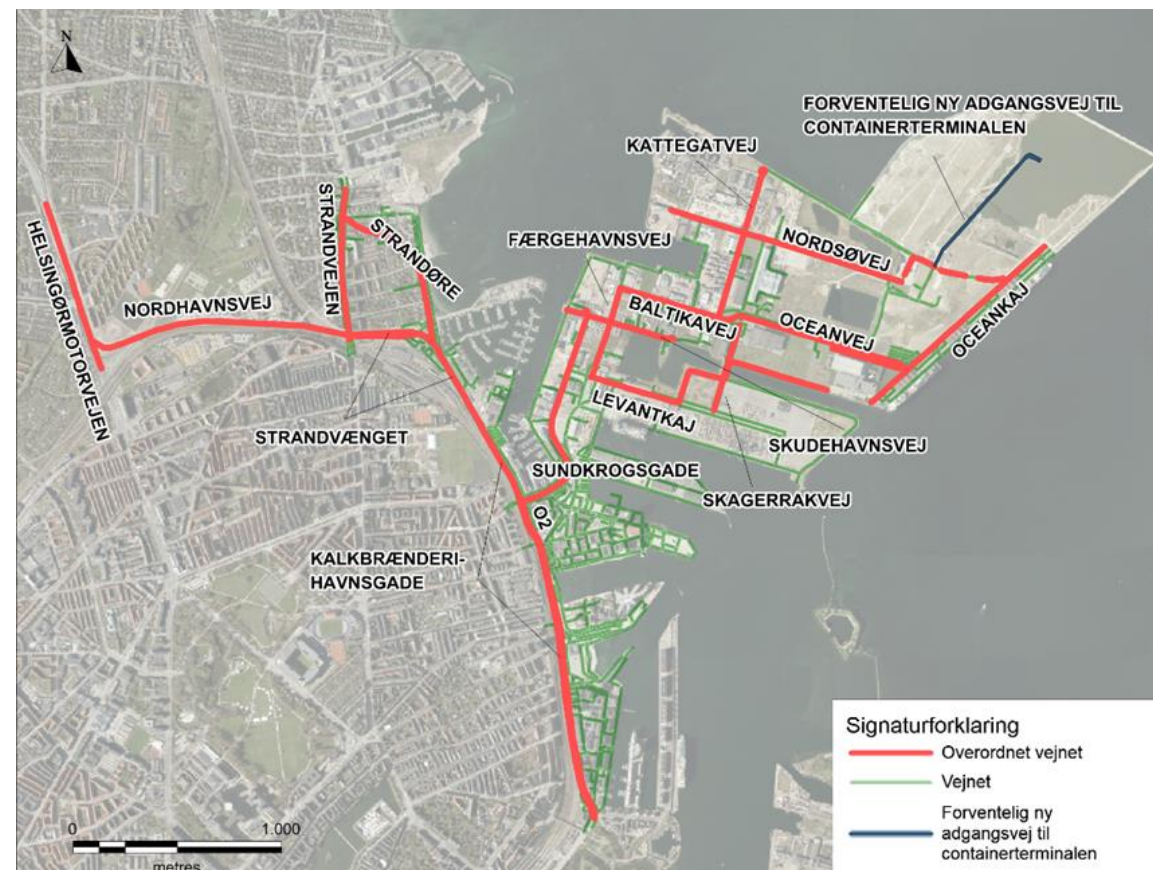 N
FORVENTELIG NY ADGANGSVEJ TIL
CONTAINERTERMINALEN
KATTEGATVEJ
HELSINGØRMOTORVEJEN
NORDHAVNSVEJ
STRANDVEJEN
STRANDØRE
FÆRGEHAVNSVEJ
NORDSØVEJ
BALTIKAVEJ
OCEANVEJ
OCEANKAJ
LEVANTKAJ
STRANDVÆNGET
SKUDEHAVNSVEJ
SUNDKROGSGADE
SKAGERRAKVEJ
O2
KALKBRÆNDERI-
HAVNSGADE
Signaturforklaring
Overordnet vejnet
Vejnet
Forventelig ny
adgangsvej til
containerterminalen
0 1.000
metres